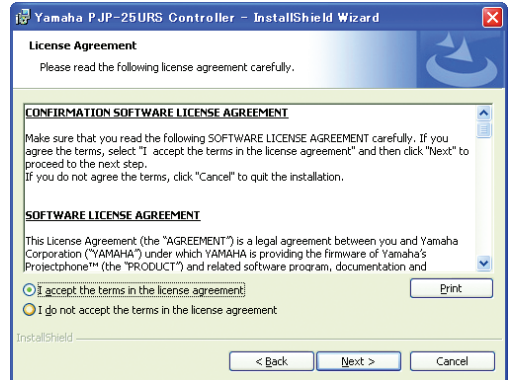 Yamaha PJP-25URS Controller - InstallShield Wizard
License Agreement
Please read the following license agreement carefully.
CONFIRMATION SOFTWARE LICENSE AGREEMENT
Make sure that you read the following SOFTWARE LICENSE AGREEMENT carefully. If you
agree the terms, select "I accept the terms in the license agreement" and then click "Next" to
proceed to the next step.
If you do not agree the terms, click "Cancel" to quit the installation.
SOFTWARE LICENSE AGREEMENT
This License Agreement (the "AGREEMENT") is a legal agreement between you and Yamaha
Corporation ("YAMAHA") under which YAMAHA is providing the firmware of Yamaha's
Projectphone™ (the "PRODUCT") and related software program, documentation and
I accept the terms in the license agreement
Print
I do not accept the terms in the license agreement
InstallShield
< Back
Next >
Cancel